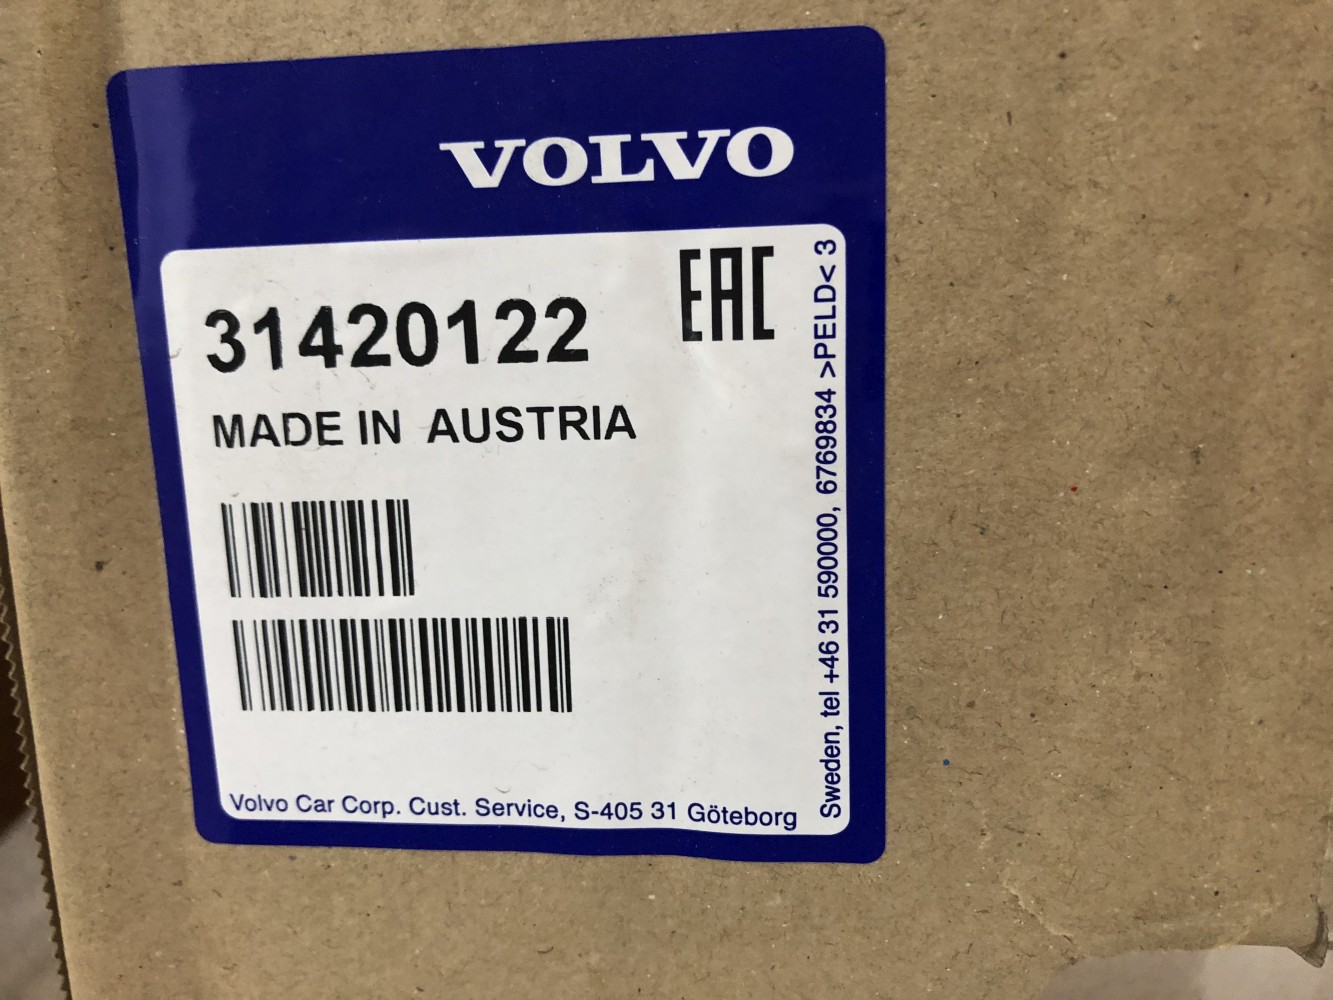 VOLVO
EAC
31420122
MADE IN AUSTRIA
Volvo Car Corp. Cust. Service, S-405 31 Göteborg
Sweden, tel +46 31 590000, 6769834 >PELD< 3